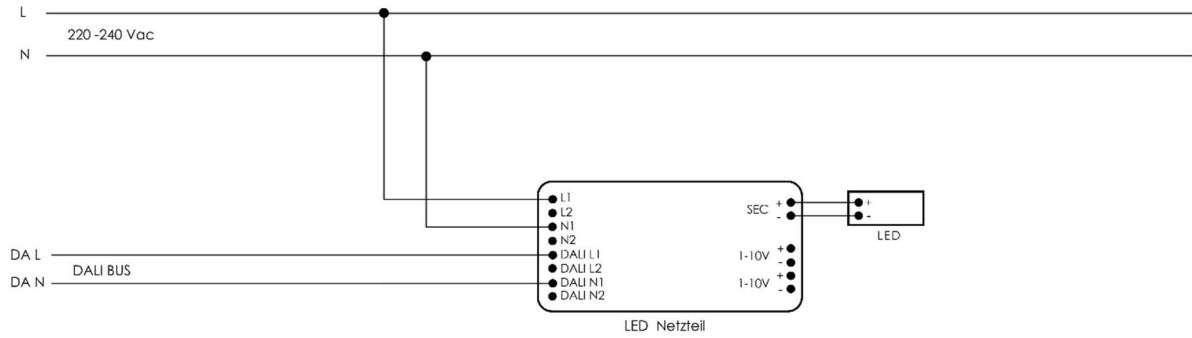 L
220 -240 Vac
N
L1
L2
N1
N2
DALI L1
DALI L2
DALI N1
DALI N2
SEC + -
1-10V + -
1-10V + -
+
-
LED
DA L
DALI BUS
DA N
LED Netzteil